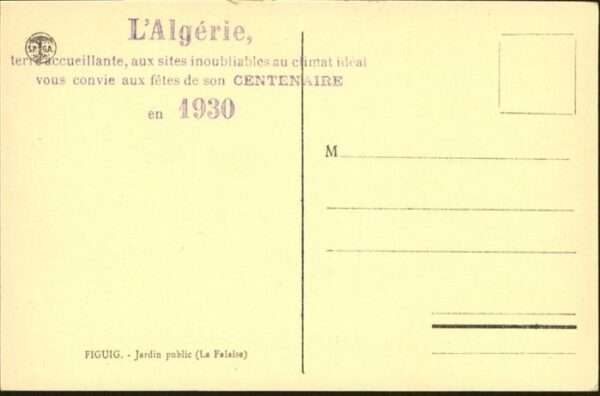 S.P. G.A.
L'Algérie,
terre accueillante, aux sites inoubliables au climat idéal
vous convie aux fêtes de son CENTENAIRE
en 1930
M
FIGUIG. - Jardin public (La Falaise)